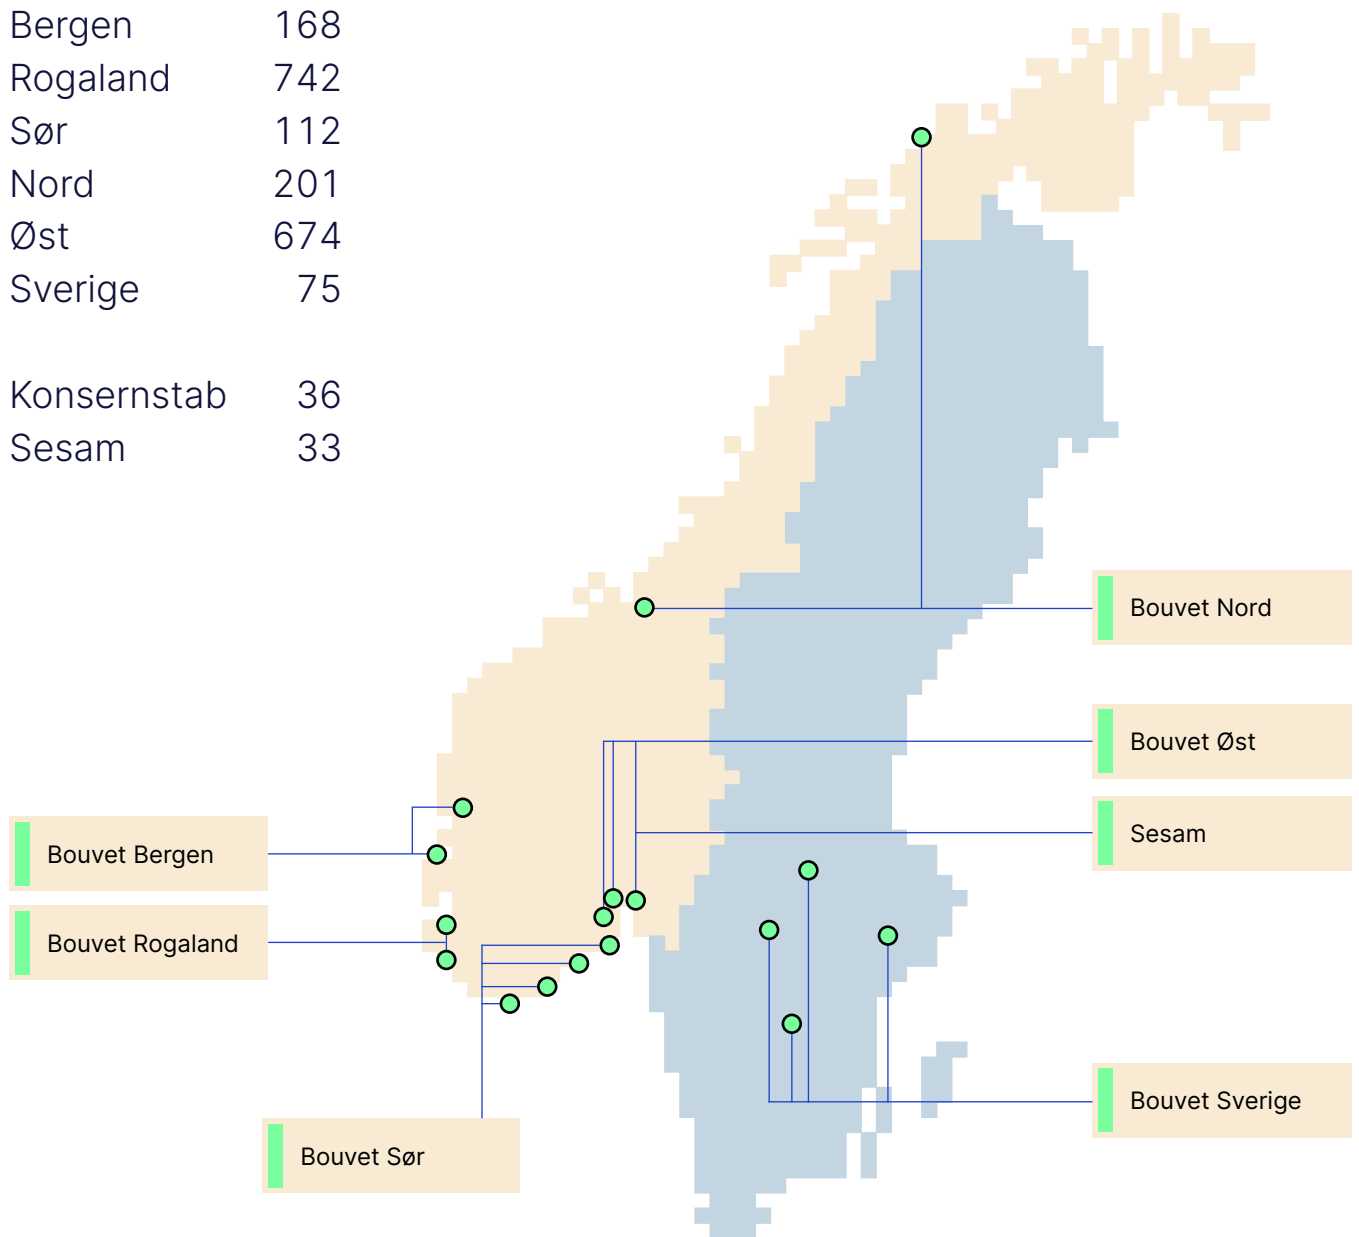 Bergen 168
Rogaland 742
Sør 112
Nord 201
Øst 674
Sverige 75
Konsernstab 36
Sesam 33
Bouvet Nord
Bouvet Øst
Sesam
Bouvet Bergen
Bouvet Rogaland
Bouvet Sverige
Bouvet Sør